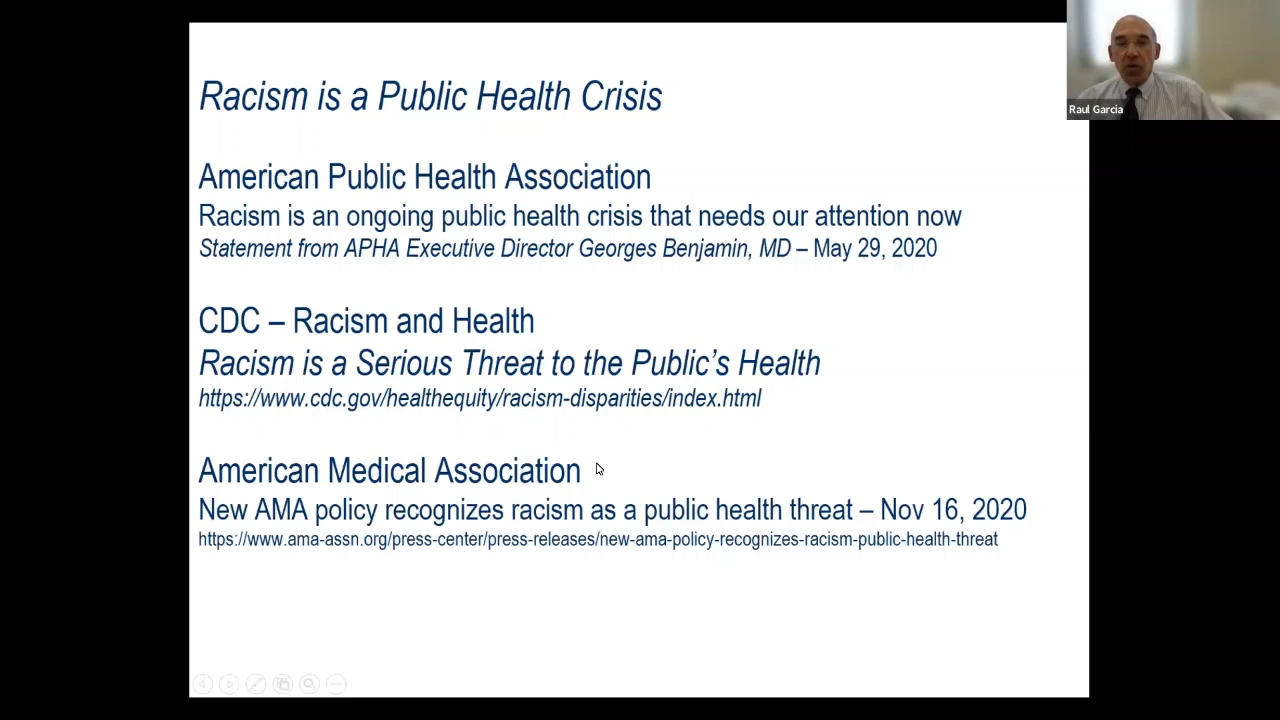 Racism is a Public Health Crisis
American Public Health Association
Racism is an ongoing public health crisis that needs our attention now
Statement from APHA Executive Director Georges Benjamin, MD – May 29, 2020
CDC – Racism and Health
Racism is a Serious Threat to the Public’s Health
https://www.cdc.gov/healthequity/racism-disparities/index.html
American Medical Association
New AMA policy recognizes racism as a public health threat – Nov 16, 2020
https://www.ama-assn.org/press-center/press-releases/new-ama-policy-recognizes-racism-public-health-threat
Raul Garcia